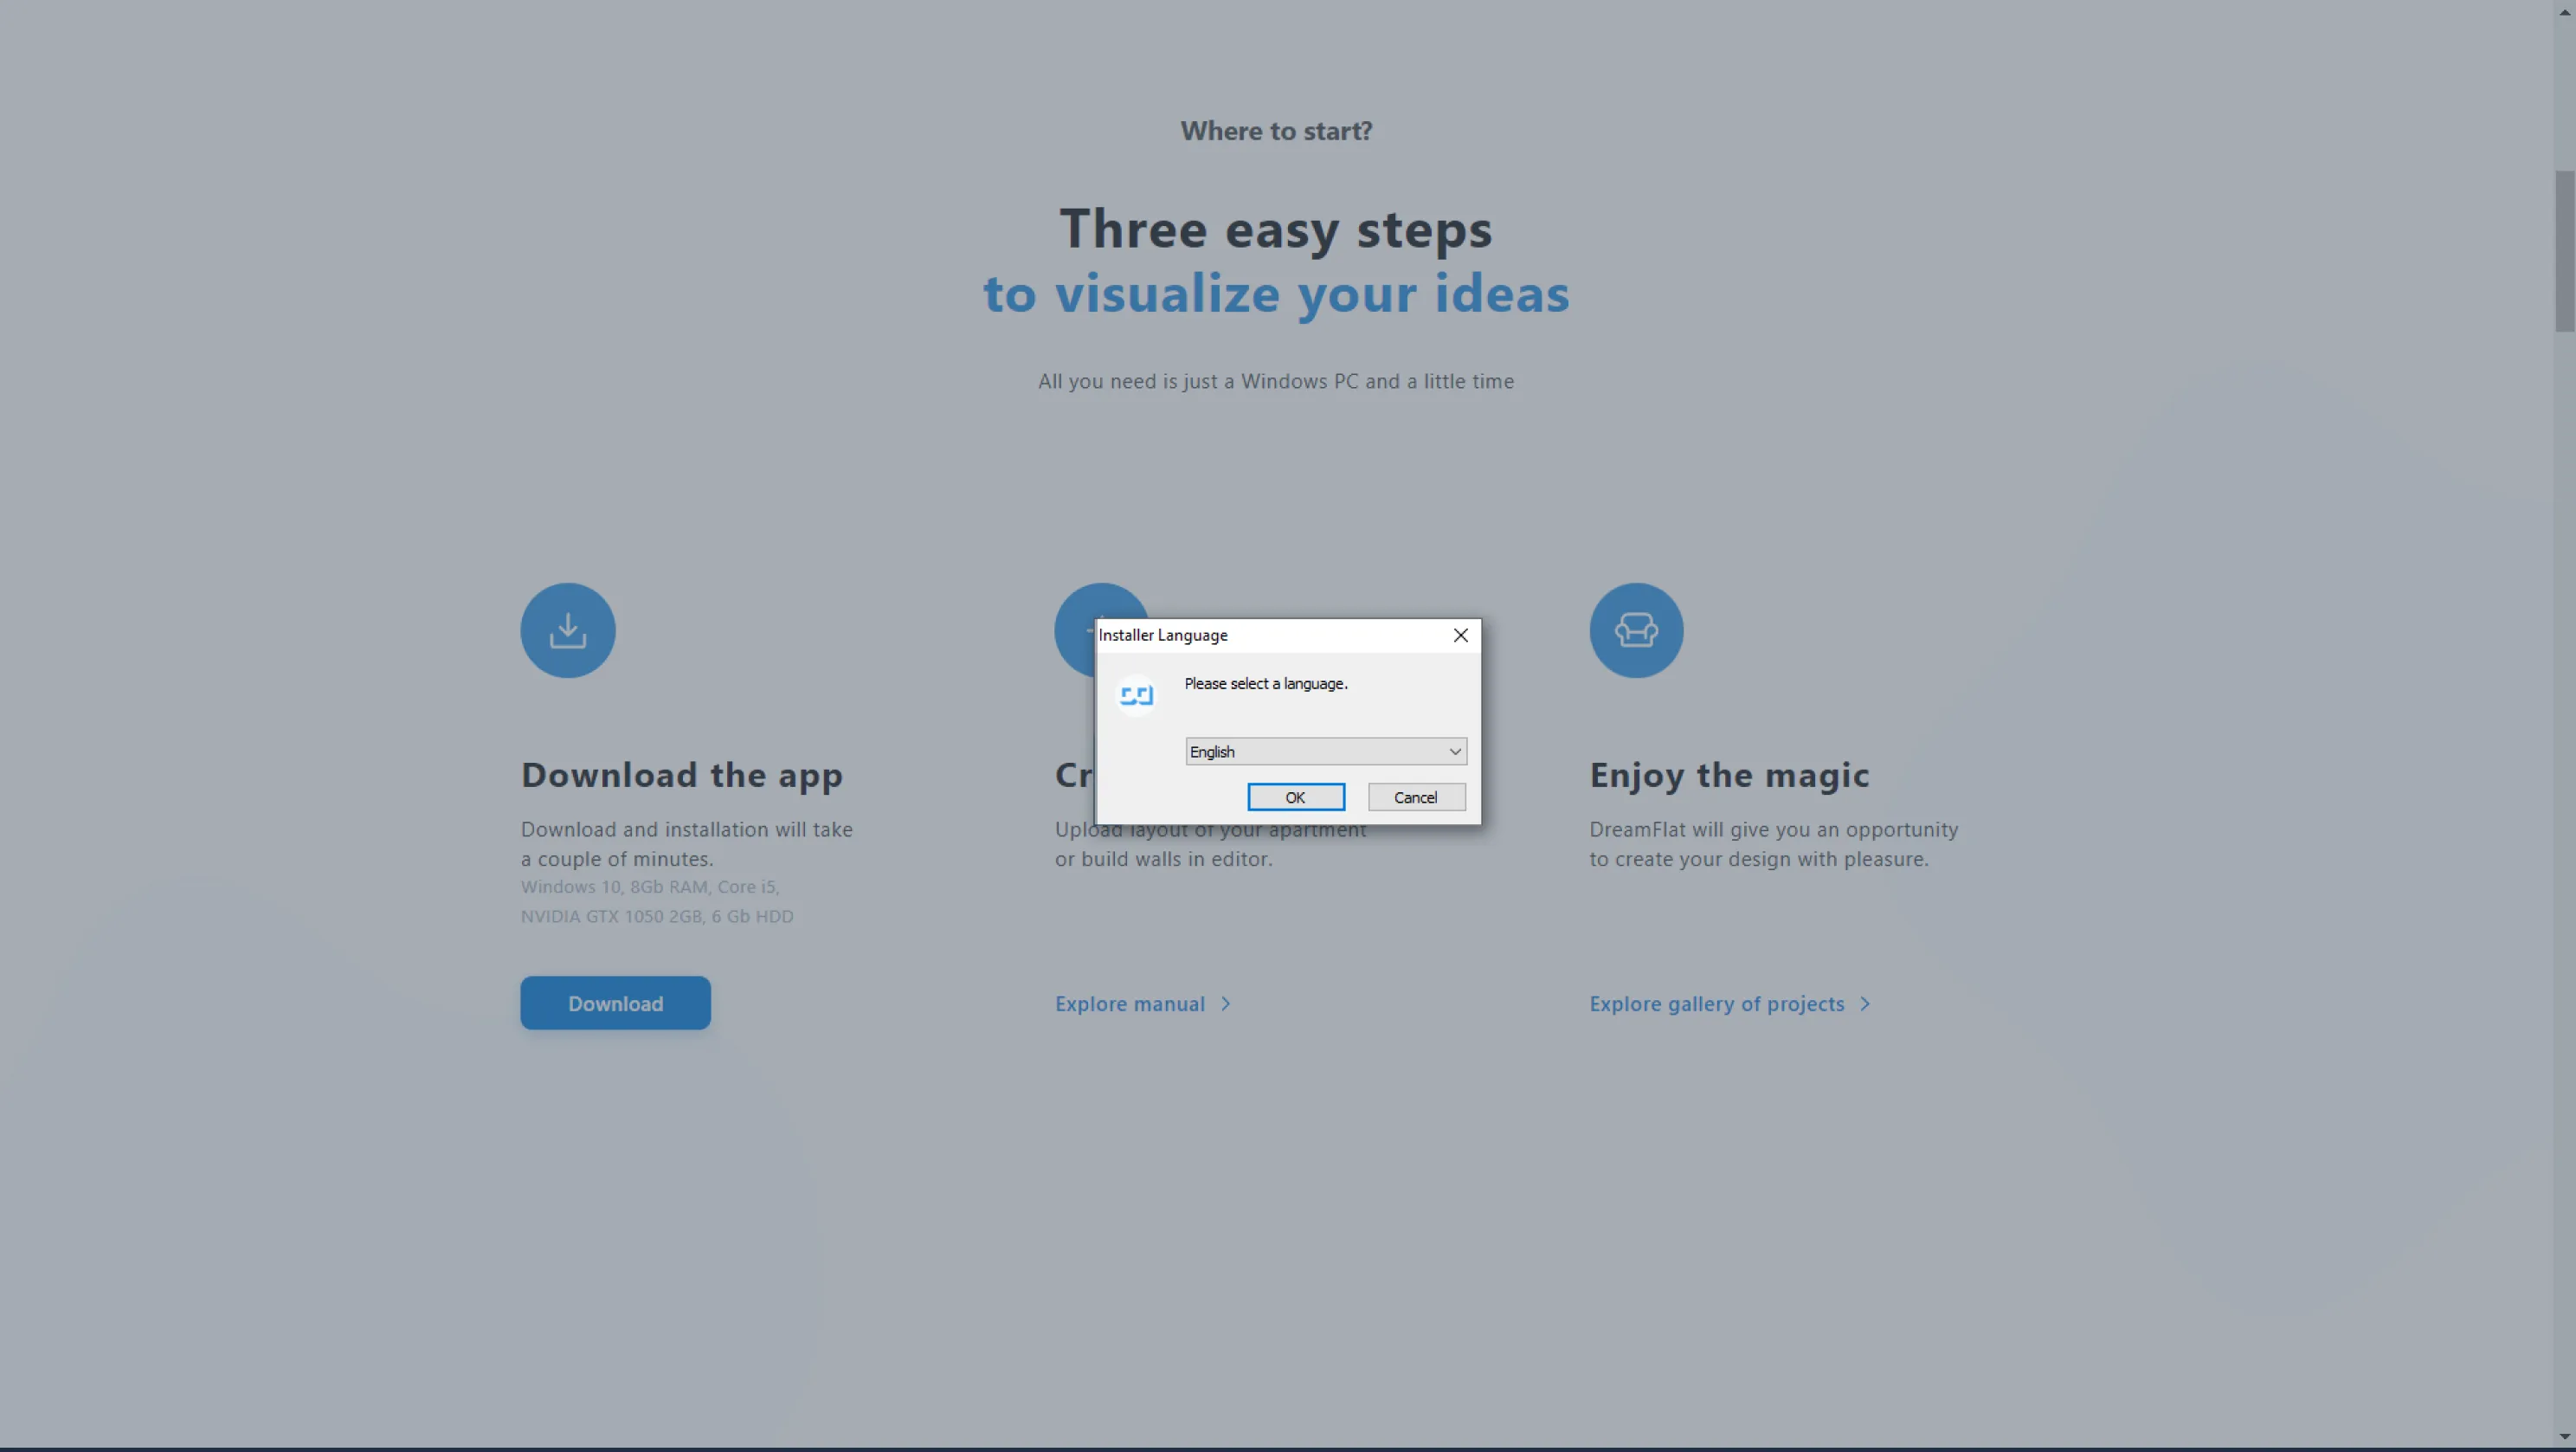 Where to start?
Three easy steps
to visualize your ideas
All you need is just a Windows PC and a little time
Installer Language
Please select a language.
English
OK
Cancel
Download the app
Download and installation will take
a couple of minutes.
Windows 10, 8Gb RAM, Core i5,
NVIDIA GTX 1050 2GB, 6 Gb HDD
Download
Cr
Upload layout of your apartment
or build walls in editor.
Explore manual
Enjoy the magic
DreamFlat will give you an opportunity
to create your design with pleasure.
Explore gallery of projects